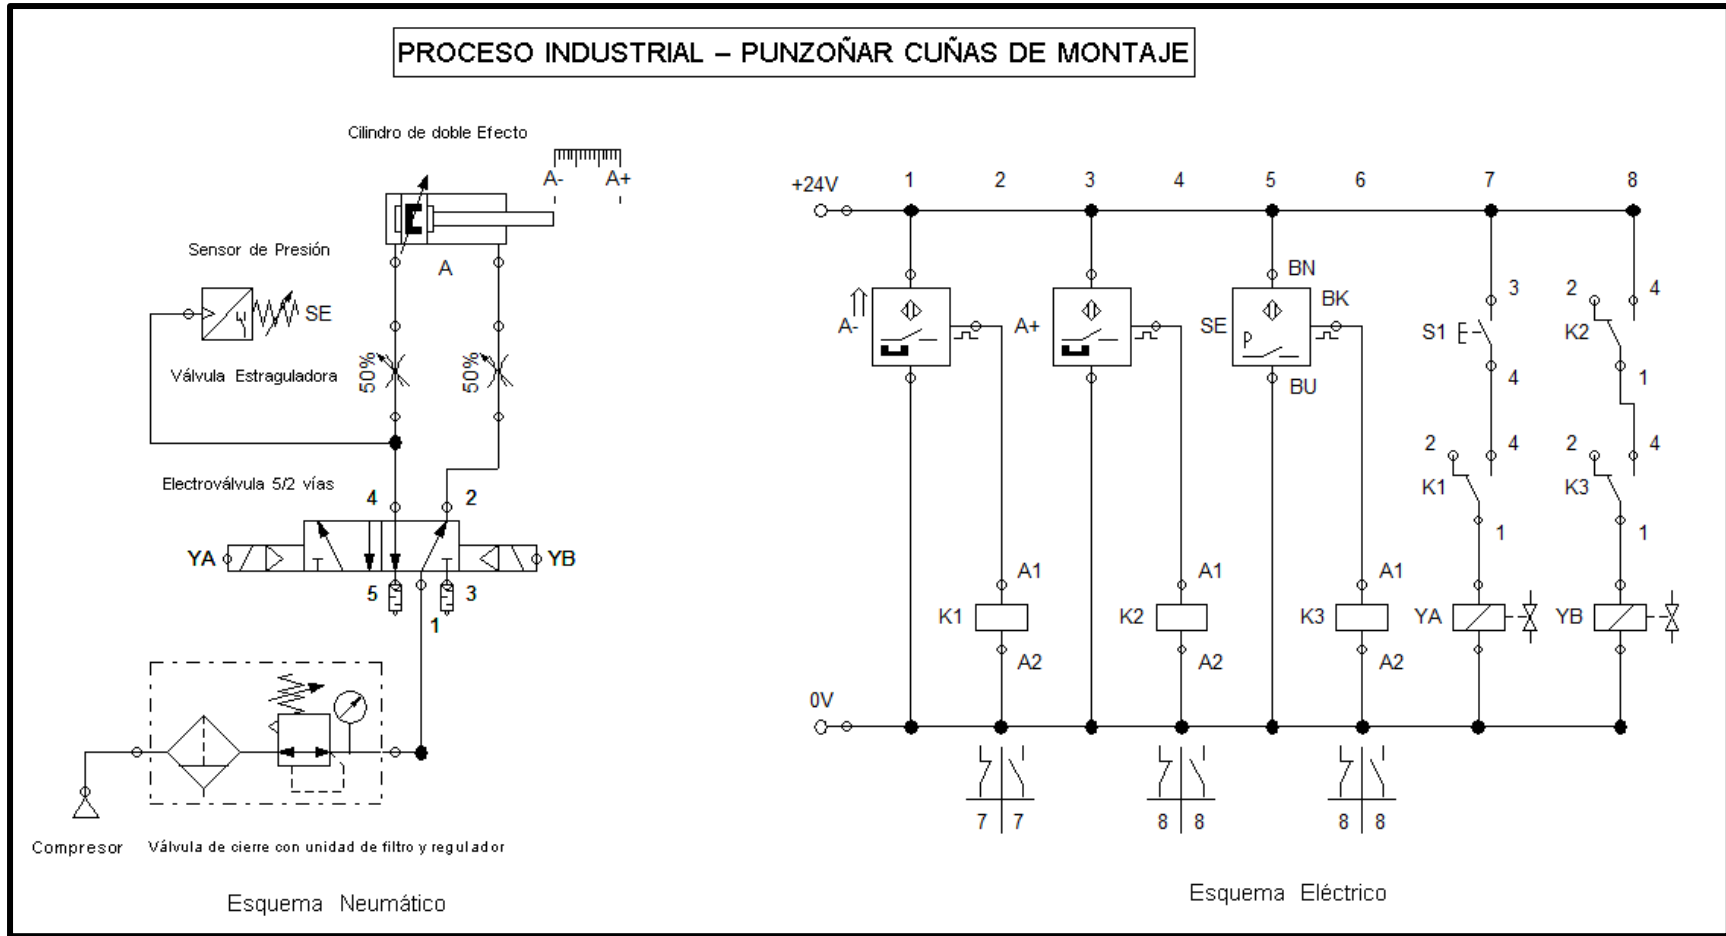 PROCESO INDUSTRIAL – PUNZOÑAR CUÑAS DE MONTAJE
Cilindro de doble Efecto
A- A+
A
Sensor de Presión
SE
50% 50%
Válvula Estraguladora
Electroválvula 5/2 vías
4 2
YA YB
5 3
1
Compresor
Válvula de cierre con unidad de filtro y regulador
Esquema Neumático
+24V 1 2 3 4 5 6 7 8
BN
BK
A- A+ SE P
BU
3 2 4
S1 K2
4 1
2 4 2 4
K1 K3
1 1
A1 A1 A1
K1 K2 K3 YA YB
A2 A2 A2
0V
7 7 8 8 8 8
Esquema Eléctrico